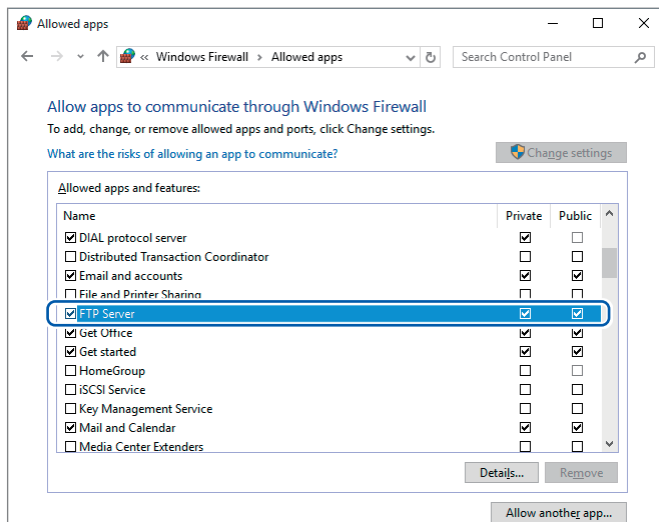 Allowed apps
« Windows Firewall > Allowed apps
Search Control Panel
Allow apps to communicate through Windows Firewall
To add, change, or remove allowed apps and ports, click Change settings.
What are the risks of allowing an app to communicate?
Change settings
Allowed apps and features:
Name Private Public
DIAL protocol server
Distributed Transaction Coordinator
Email and accounts
File and Printer Sharing
FTP Server
Get Office
Get started
HomeGroup
iSCSI Service
Key Management Service
Mail and Calendar
Media Center Extenders
Details... Remove
Allow another app...